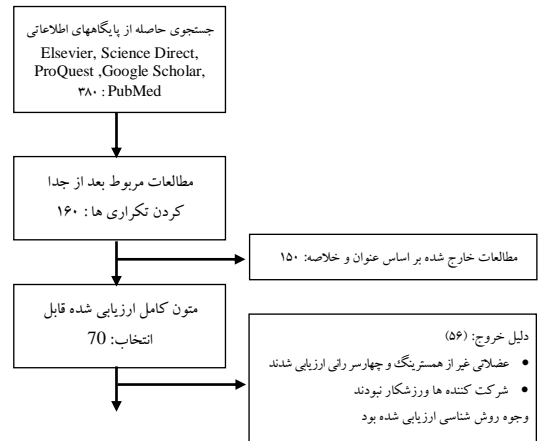 جستجوی حاصله از پایگاههای اطلاعاتی
Elsevier, Science Direct,
ProQuest ,Google Scholar,
۳۸۰ : PubMed
مطالعات مربوط بعد از جدا
کردن تکراری ها : ۱۶۰
مطالعات خارج شده بر اساس عنوان و خلاصه: ۱۵۰
متون کامل ارزیابی شده قابل
انتخاب: 70
دلیل خروج: (۵۶)
• عضلاتی غیر از همسترینگ و چهارسر رانی ارزیابی شدند
• شرکت کننده ها ورزشکار نبودند
وجوه روش شناسی ارزیابی شده بود